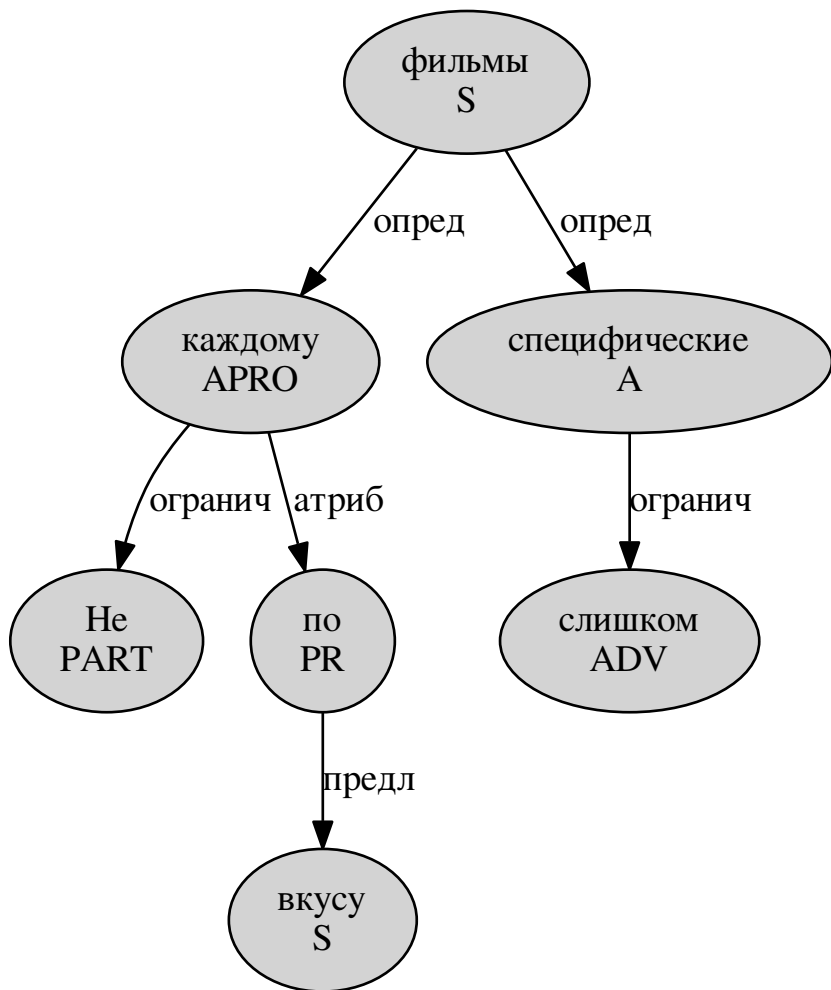 фильмы
S
опред
опред
каждому
APRO
специфические
A
огранич
атриб
огранич
Не
PART
по
PR
слишком
ADV
предл
вкусу
S